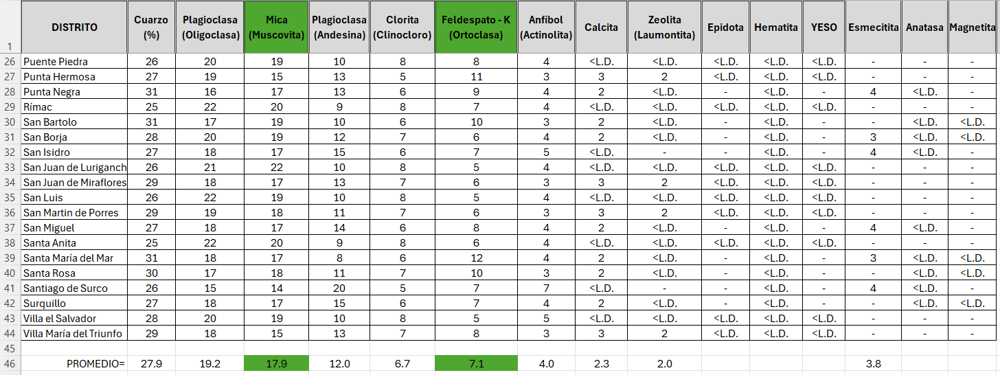 1 DISTRITO Cuarzo (%) Plagioclasa (Oligoclasa) Mica (Muscovita) Plagioclasa (Andesina) Clorita (Clinocloro) Feldespato - K (Ortoclasa) Anfíbol (Actinolita) Calcita Zeolita (Laumontita) Epidota Hematita YESO Esmecitita Anatasa Magnetita
26 Puente Piedra 26 20 19 10 8 8 4 <L.D. <L.D. <L.D. <L.D. <L.D. - - -
27 Punta Hermosa 27 19 15 13 5 11 3 3 2 <L.D. <L.D. <L.D. - - -
28 Punta Negra 31 16 17 13 6 9 4 2 <L.D. - <L.D. - 4 <L.D. -
29 Rímac 25 22 20 9 8 7 4 <L.D. <L.D. <L.D. <L.D. <L.D. - - -
30 San Bartolo 31 17 19 10 6 10 3 2 <L.D. - <L.D. - - <L.D. <L.D.
31 San Borja 28 20 19 12 7 6 4 2 <L.D. - <L.D. - 3 <L.D. <L.D.
32 San Isidro 27 18 17 15 6 7 5 <L.D. - - <L.D. - 4 <L.D. -
33 San Juan de Luriganch 26 21 22 10 8 5 4 <L.D. <L.D. <L.D. <L.D. <L.D. - - -
34 San Juan de Miraflores 29 18 17 13 7 6 3 3 2 <L.D. <L.D. <L.D. - - -
35 San Luis 26 22 19 10 8 5 4 <L.D. <L.D. <L.D. <L.D. <L.D. - - -
36 San Martin de Porres 29 19 18 11 7 6 3 3 2 <L.D. <L.D. <L.D. - - -
37 San Miguel 27 18 17 14 6 8 4 2 <L.D. - <L.D. - 4 <L.D. -
38 Santa Anita 25 22 20 9 8 6 4 <L.D. <L.D. <L.D. <L.D. <L.D. - - -
39 Santa María del Mar 31 18 17 8 6 12 4 2 <L.D. - <L.D. - 3 <L.D. <L.D.
40 Santa Rosa 30 17 18 11 7 10 3 2 <L.D. - <L.D. - - <L.D. <L.D.
41 Santiago de Surco 26 15 14 20 5 7 7 <L.D. - - <L.D. - 4 <L.D. -
42 Surquillo 27 18 17 15 6 7 4 2 <L.D. - <L.D. - - <L.D. <L.D.
43 Villa el Salvador 28 20 19 10 8 5 5 <L.D. <L.D. <L.D. <L.D. <L.D. - - -
44 Villa María del Triunfo 29 18 15 13 7 8 3 3 2 <L.D. <L.D. <L.D. - - -
45
46 PROMEDIO= 27.9 19.2 17.9 12.0 6.7 7.1 4.0 2.3 2.0 3.8